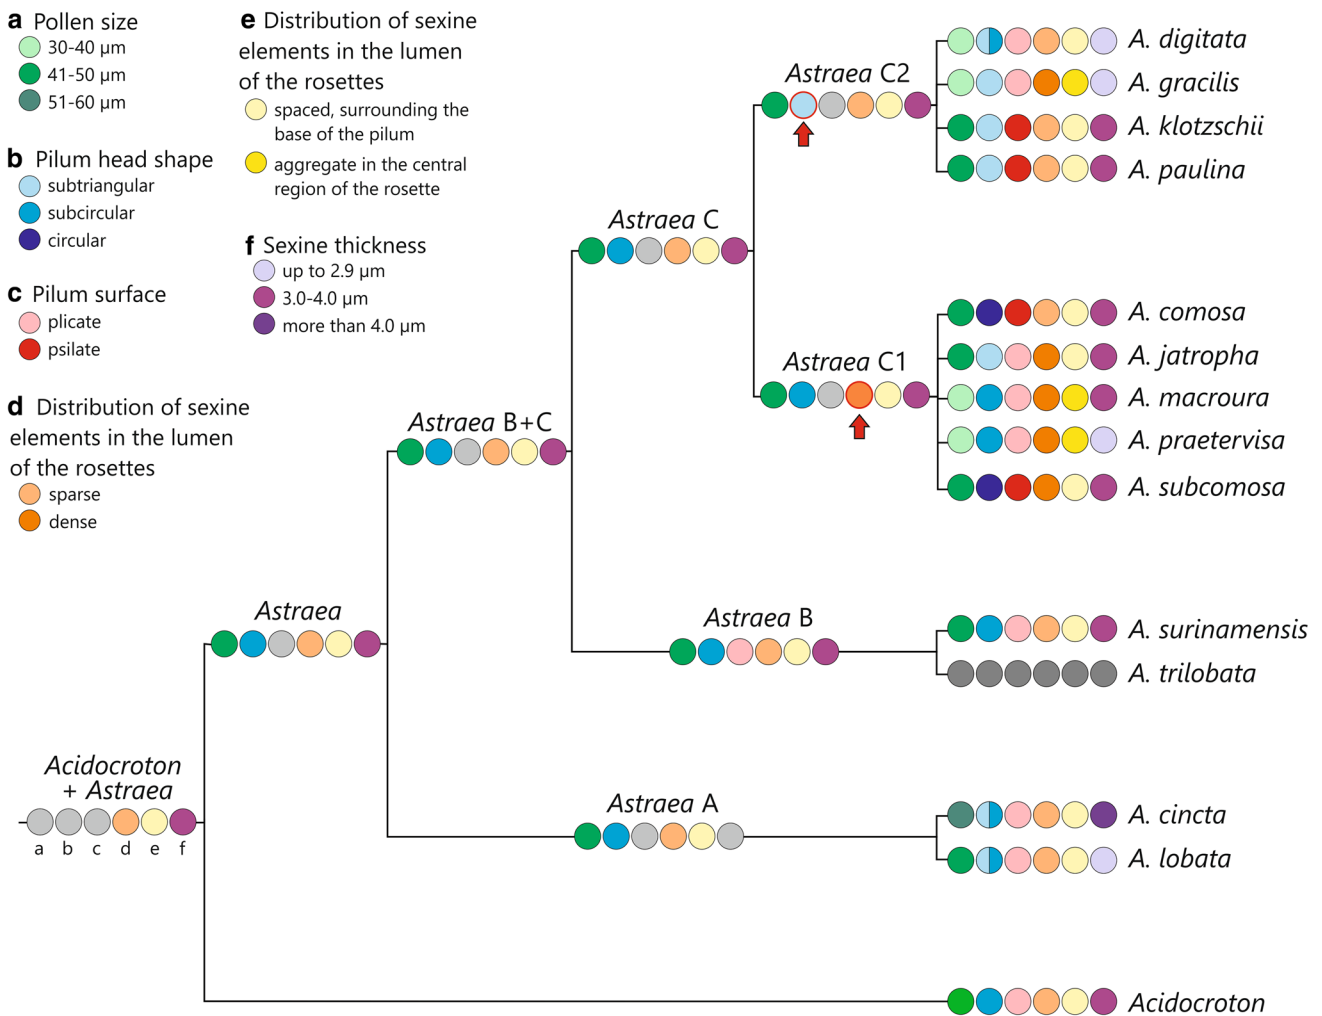 a Pollen size
30-40 µm
41-50 µm
51-60 µm
b Pilum head shape
subtriangular
subcircular
circular
c Pilum surface
plicate
psilate
d Distribution of sexine
elements in the lumen
of the rosettes
sparse
dense
e Distribution of sexine
elements in the lumen
of the rosettes
spaced, surrounding the
base of the pilum
aggregate in the central
region of the rosette
f Sexine thickness
up to 2.9 µm
3.0-4.0 µm
more than 4.0 µm
Acidocroton
+ Astraea
a b c d e f
Astraea
Astraea B+C
Astraea C
Astraea C2
Astraea C1
Astraea B
Astraea A
A. digitata
A. gracilis
A. klotzschii
A. paulina
A. comosa
A. jatropha
A. macroura
A. praetervisa
A. subcomosa
A. surinamensis
A. trilobata
A. cincta
A. lobata
Acidocroton